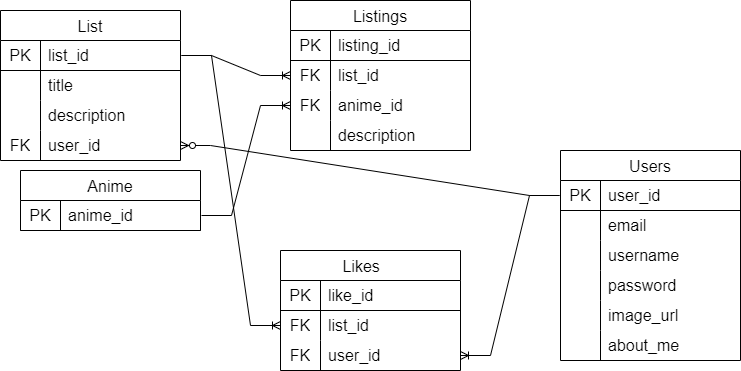 List
PK list_id
title
description
FK user_id
Listings
PK listing_id
FK list_id
FK anime_id
description
Anime
PK anime_id
Users
PK user_id
email
username
password
image_url
about_me
Likes
PK like_id
FK list_id
FK user_id